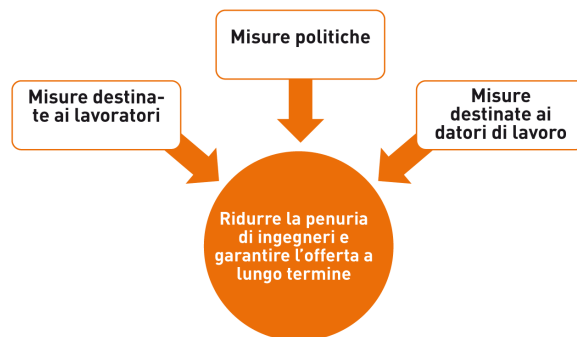 Misure politiche
Misure destina-
te ai lavoratori
Misure
destinate ai
datori di lavoro
Ridurre la penuria
di ingegneri e
garantire l'offerta a
lungo termine